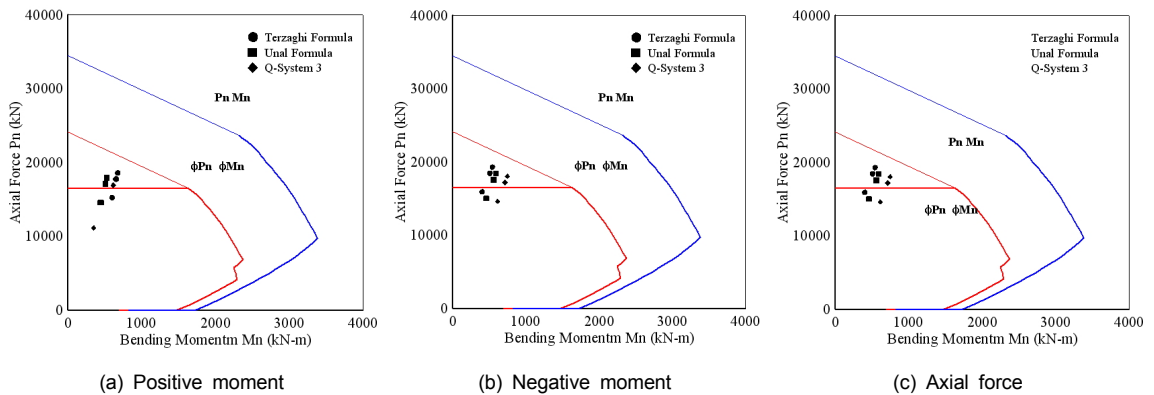 40000
30000
20000
10000
0
Axial Force Pn (kN)
Terzaghi Formula
Unal Formula
Q-System 3
Pn Mn
ϕPn ϕMn
0 1000 2000 3000 4000
Bending Momentm Mn (kN-m)
(a) Positive moment
40000
30000
20000
10000
0
Axial Force Pn (kN)
Terzaghi Formula
Unal Formula
Q-System 3
Pn Mn
ϕPn ϕMn
0 1000 2000 3000 4000
Bending Momentm Mn (kN-m)
(b) Negative moment
40000
30000
20000
10000
0
Axial Force Pn (kN)
Terzaghi Formula
Unal Formula
Q-System 3
Pn Mn
ϕPn ϕMn
0 1000 2000 3000 4000
Bending Momentm Mn (kN-m)
(c) Axial force